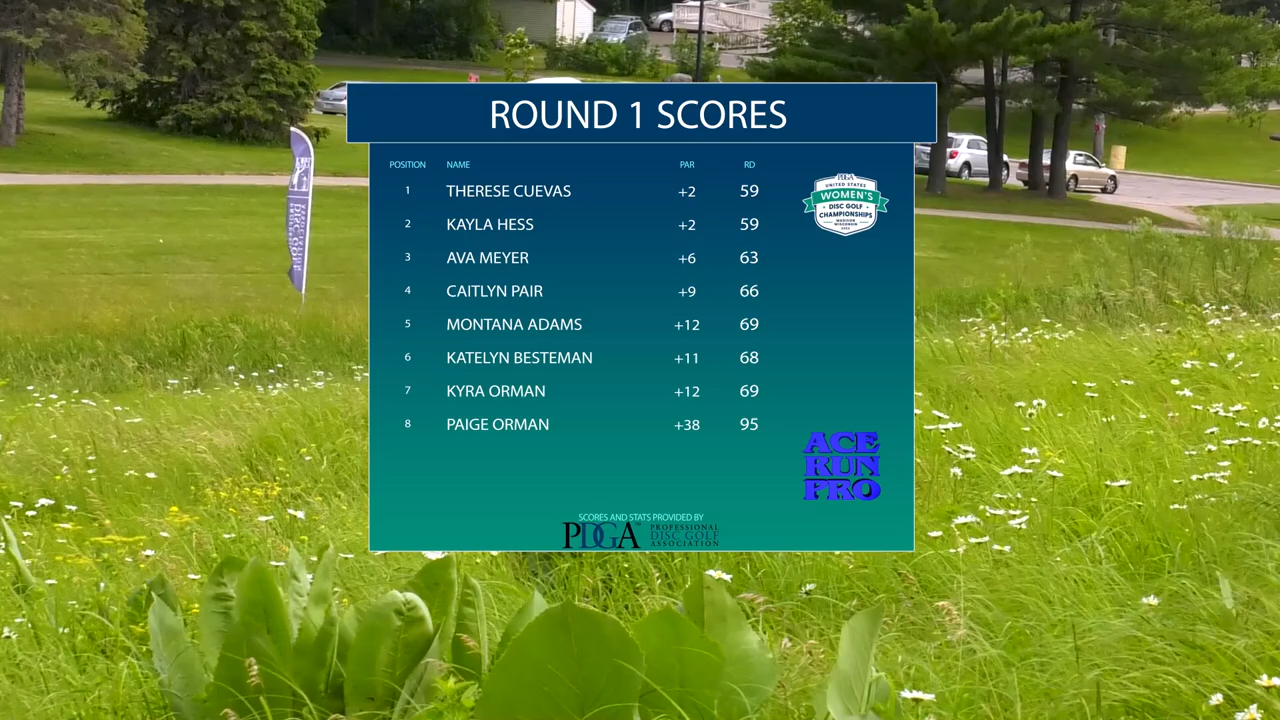 ROUND 1 SCORES
POSITION NAME PAR RD
1 THERESE CUEVAS +2 59
2 KAYLA HESS +2 59
3 AVA MEYER +6 63
4 CAITLYN PAIR +9 66
5 MONTANA ADAMS +12 69
6 KATELYN BESTEMAN +11 68
7 KYRA ORMAN +12 69
8 PAIGE ORMAN +38 95
PDGA
UNITED STATES
WOMEN'S
DISC GOLF
CHAMPIONSHIPS
MADISON
WISCONSIN
ACE
RUN
PRO
SCORES AND STATS PROVIDED BY
PDGA
PROFESSIONAL
DISC GOLF
ASSOCIATION